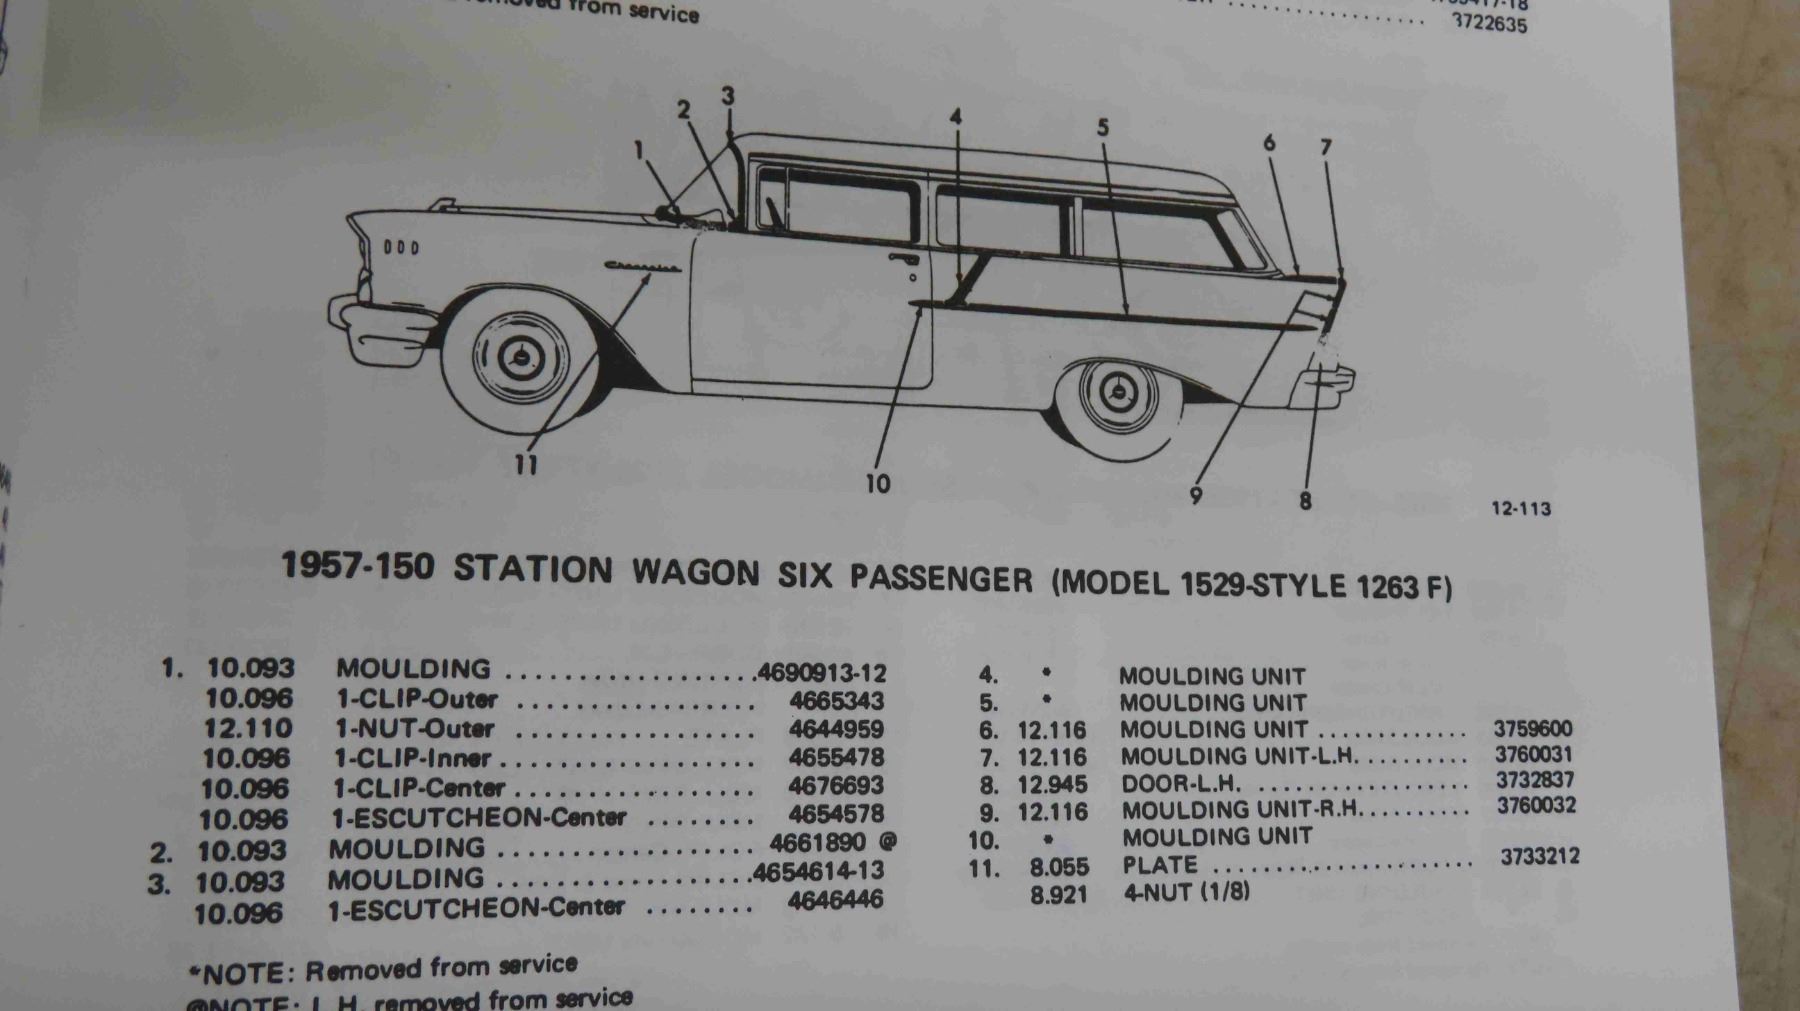 removed from service
3722635
1
2
3
4
5
6
7
Chevrolet
11
10
9
8
12-113
1957-150 STATION WAGON SIX PASSENGER (MODEL 1529-STYLE 1263 F)
1. 10.093 MOULDING ..................4690913-12
10.096 1-CLIP-Outer ................. 4665343
12.110 1-NUT-Outer ................. 4644959
10.096 1-CLIP-Inner.................. 4655478
10.096 1-CLIP-Center................. 4676693
10.096 1-ESCUTCHEON-Center ........ 4654578
2. 10.093 MOULDING ................... 4661890 @
3. 10.093 MOULDING ...................4654614-13
10.096 1-ESCUTCHEON-Center ........ 4646446
4. * MOULDING UNIT
5. * MOULDING UNIT
6. 12.116 MOULDING UNIT ............. 3759600
7. 12.116 MOULDING UNIT-L.H. ......... 3760031
8. 12.945 DOOR-L.H. ................... 3732837
9. 12.116 MOULDING UNIT-R.H. ......... 3760032
10. * MOULDING UNIT
11. 8.055 PLATE ........................ 3733212
8.921 4-NUT (1/8)
*NOTE: Removed from service
@NOTE: L.H. removed from service